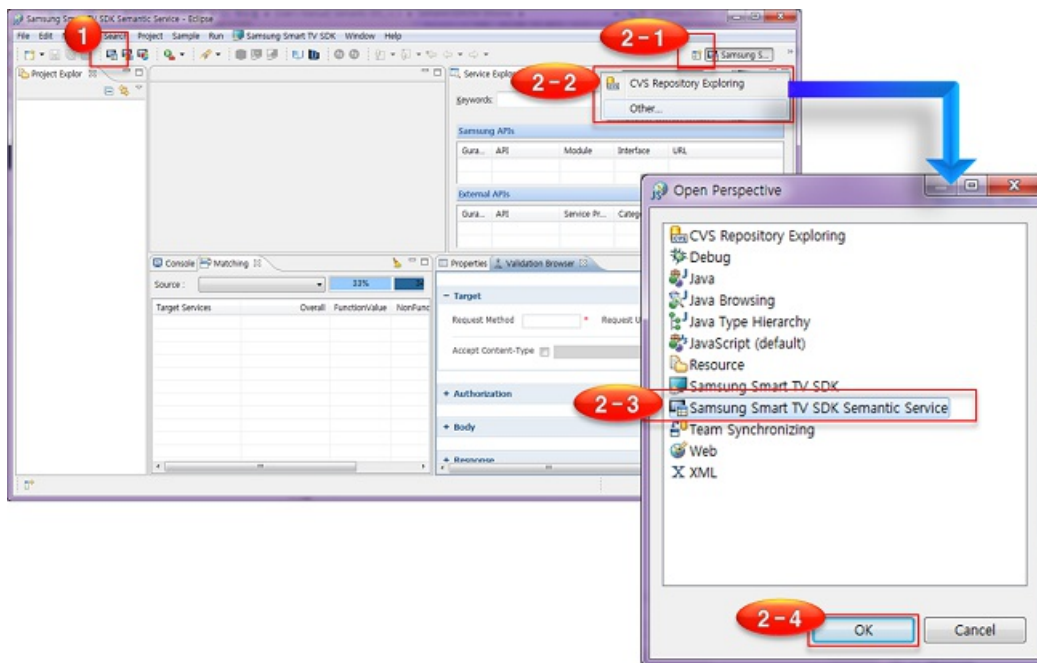 Samsung Smart TV SDK Semantic Service - Eclipse
File Edit Search Project Sample Run Samsung Smart TV SDK Window Help
1
2-1
Samsung S...
Project Explor
Service Explor
2-2
CVS Repository Exploring
Other...
Keywords:
Samsung APIs
Gura... API Module Interface URL
External APIs
Gura... API Service Pr... Categ
Console Matching
Source : 33%
Target Services Overall FunctionValue NonFunc
Properties Validation Browser
Target
Request Method * Request U
Accept Content-Type
Authorization
Body
Response
Open Perspective
CVS Repository Exploring
Debug
Java
Java Browsing
Java Type Hierarchy
JavaScript (default)
Resource
Samsung Smart TV SDK
2-3
Samsung Smart TV SDK Semantic Service
Team Synchronizing
Web
X XML
2-4
OK Cancel